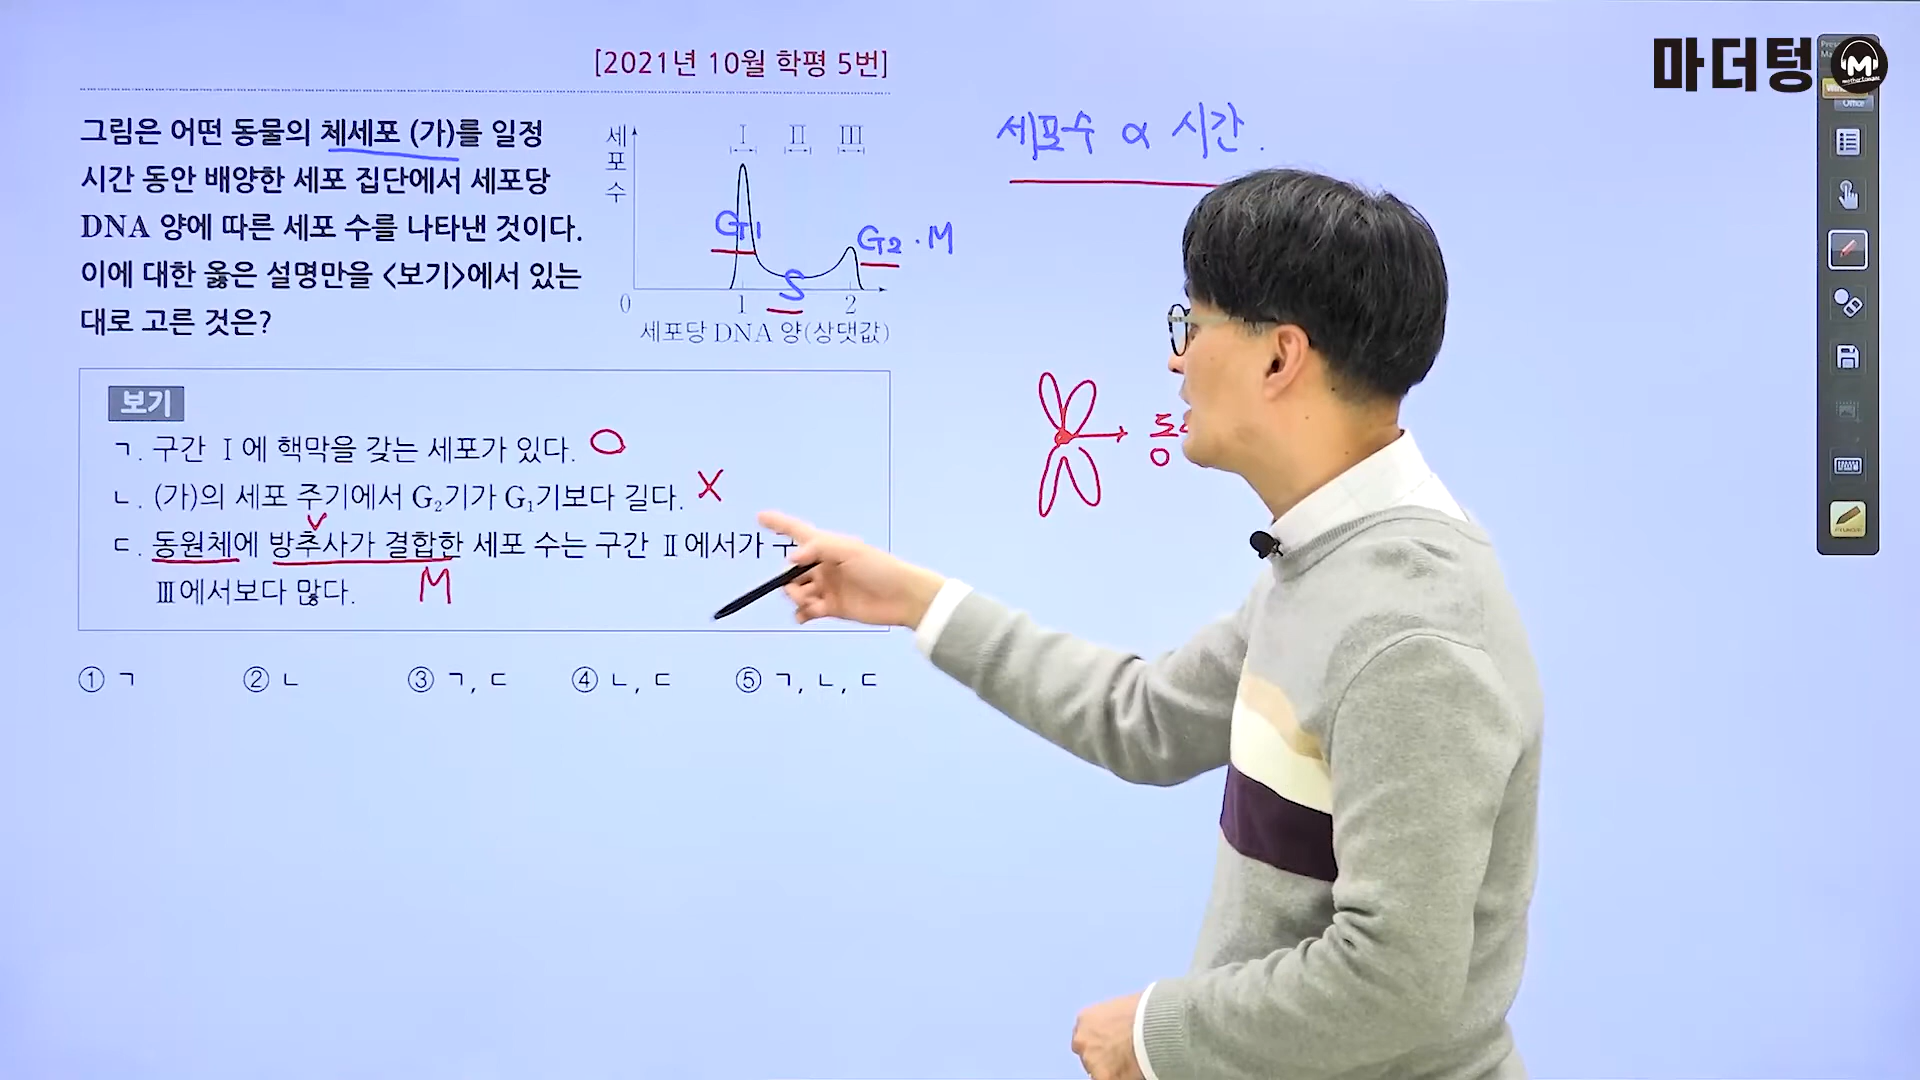 [2021년 10월 학평 5번]
그림은 어떤 동물의 체세포 (가)를 일정
시간 동안 배양한 세포 집단에서 세포당
DNA 양에 따른 세포 수를 나타낸 것이다.
이에 대한 옳은 설명만을 <보기>에서 있는
대로 고른 것은?
세포수
Ⅰ Ⅱ Ⅲ
G₁ S G₂·M
0 1 2
세포당 DNA 양(상댓값)
세포수 ∝ 시간.
보기
ㄱ. 구간 Ⅰ에 핵막을 갖는 세포가 있다. O
ㄴ. (가)의 세포 주기에서 G₂기가 G₁기보다 길다. X
ㄷ. 동원체에 방추사가 결합한 세포 수는 구간 Ⅱ에서가
Ⅲ에서보다 많다. M
① ㄱ ② ㄴ ③ ㄱ, ㄷ ④ ㄴ, ㄷ ⑤ ㄱ, ㄴ, ㄷ
마더텅
M
Office